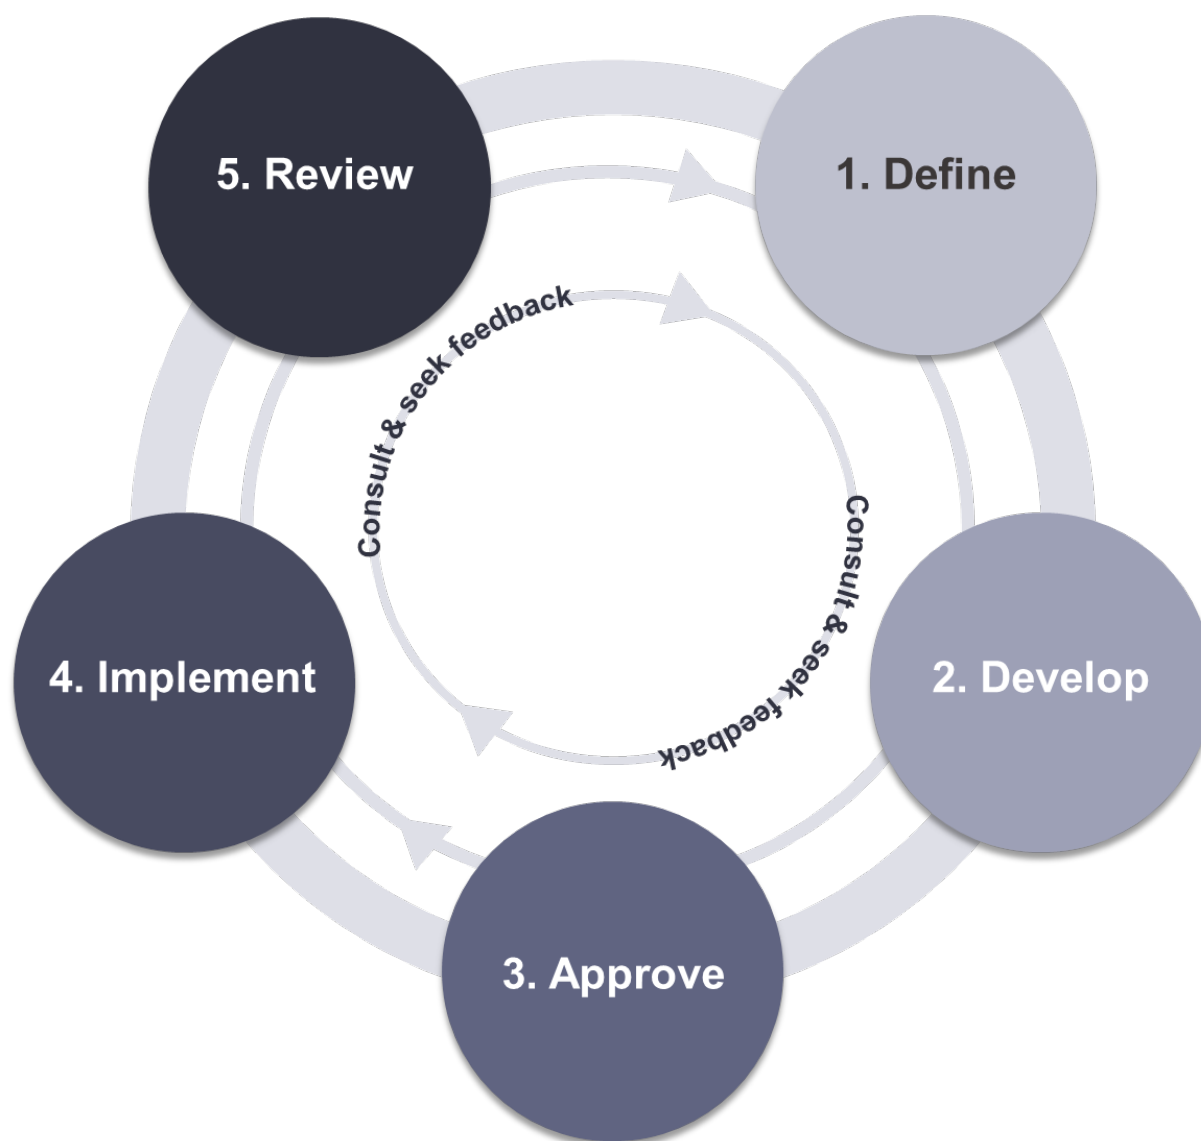 1. Define
2. Develop
3. Approve
4. Implement
5. Review
Consult & seek feedback
Consult & seek feedback